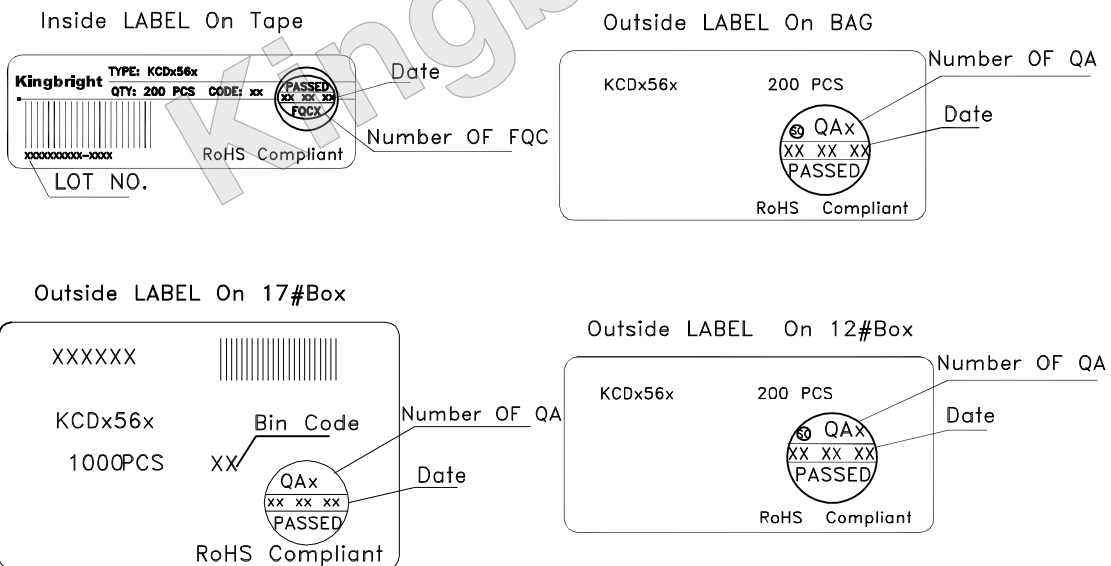 Inside LABEL On Tape
Kingbright
TYPE: KCDx56x
QTY: 200 PCS CODE: xx
PASSED
xx xx xx
FQCX
xxxxxxxxxx-xxxx
RoHS Compliant
Date
Number OF FQC
LOT NO.
Outside LABEL On BAG
KCDx56x
200 PCS
SQ QAx
XX XX XX
PASSED
RoHS Compliant
Number OF QA
Date
Outside LABEL On 17#Box
XXXXXX
KCDx56x
Bin Code
1000PCS
XX
QAx
xx xx xx
PASSED
RoHS Compliant
Number OF QA
Date
Outside LABEL On 12#Box
KCDx56x
200 PCS
SQ QAx
XX XX XX
PASSED
RoHS Compliant
Number OF QA
Date